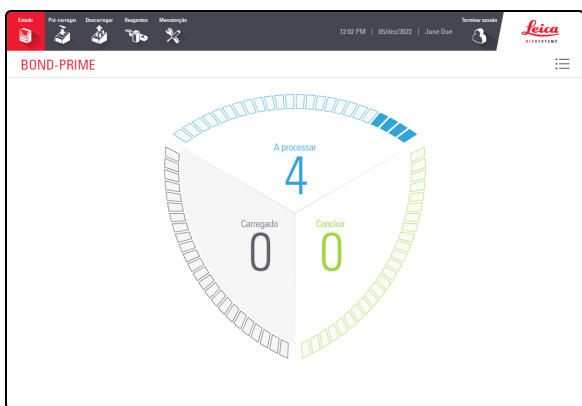 Estado Pré-carregar Descarregar Reagentes Manutenção Terminar sessão
12:02 PM | 05/dez/2022 | Jane Doe
Leica
BIOSYSTEMS
BOND-PRIME
A processar
4
Carregado
0
Concluir
0